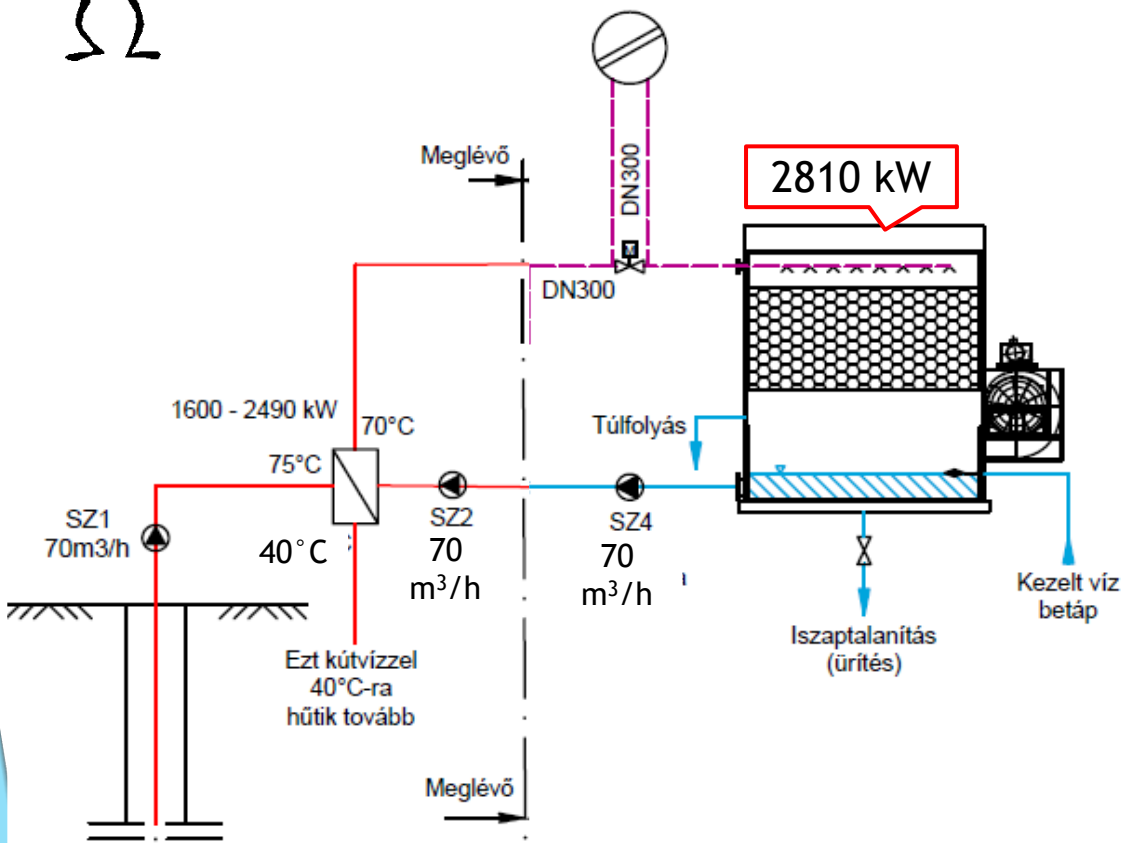 Meglévő
DN300
2810 kW
M
DN300
1600 - 2490 kW
70°C
75°C
Túlfolyás
SZ1
70m3/h
40°C
SZ2
70
m³/h
SZ4
70
m³/h
Kezelt víz
betáp
Iszaptalanítás
(ürítés)
Ezt kútvízzel
40°C-ra
hűtik tovább
Meglévő